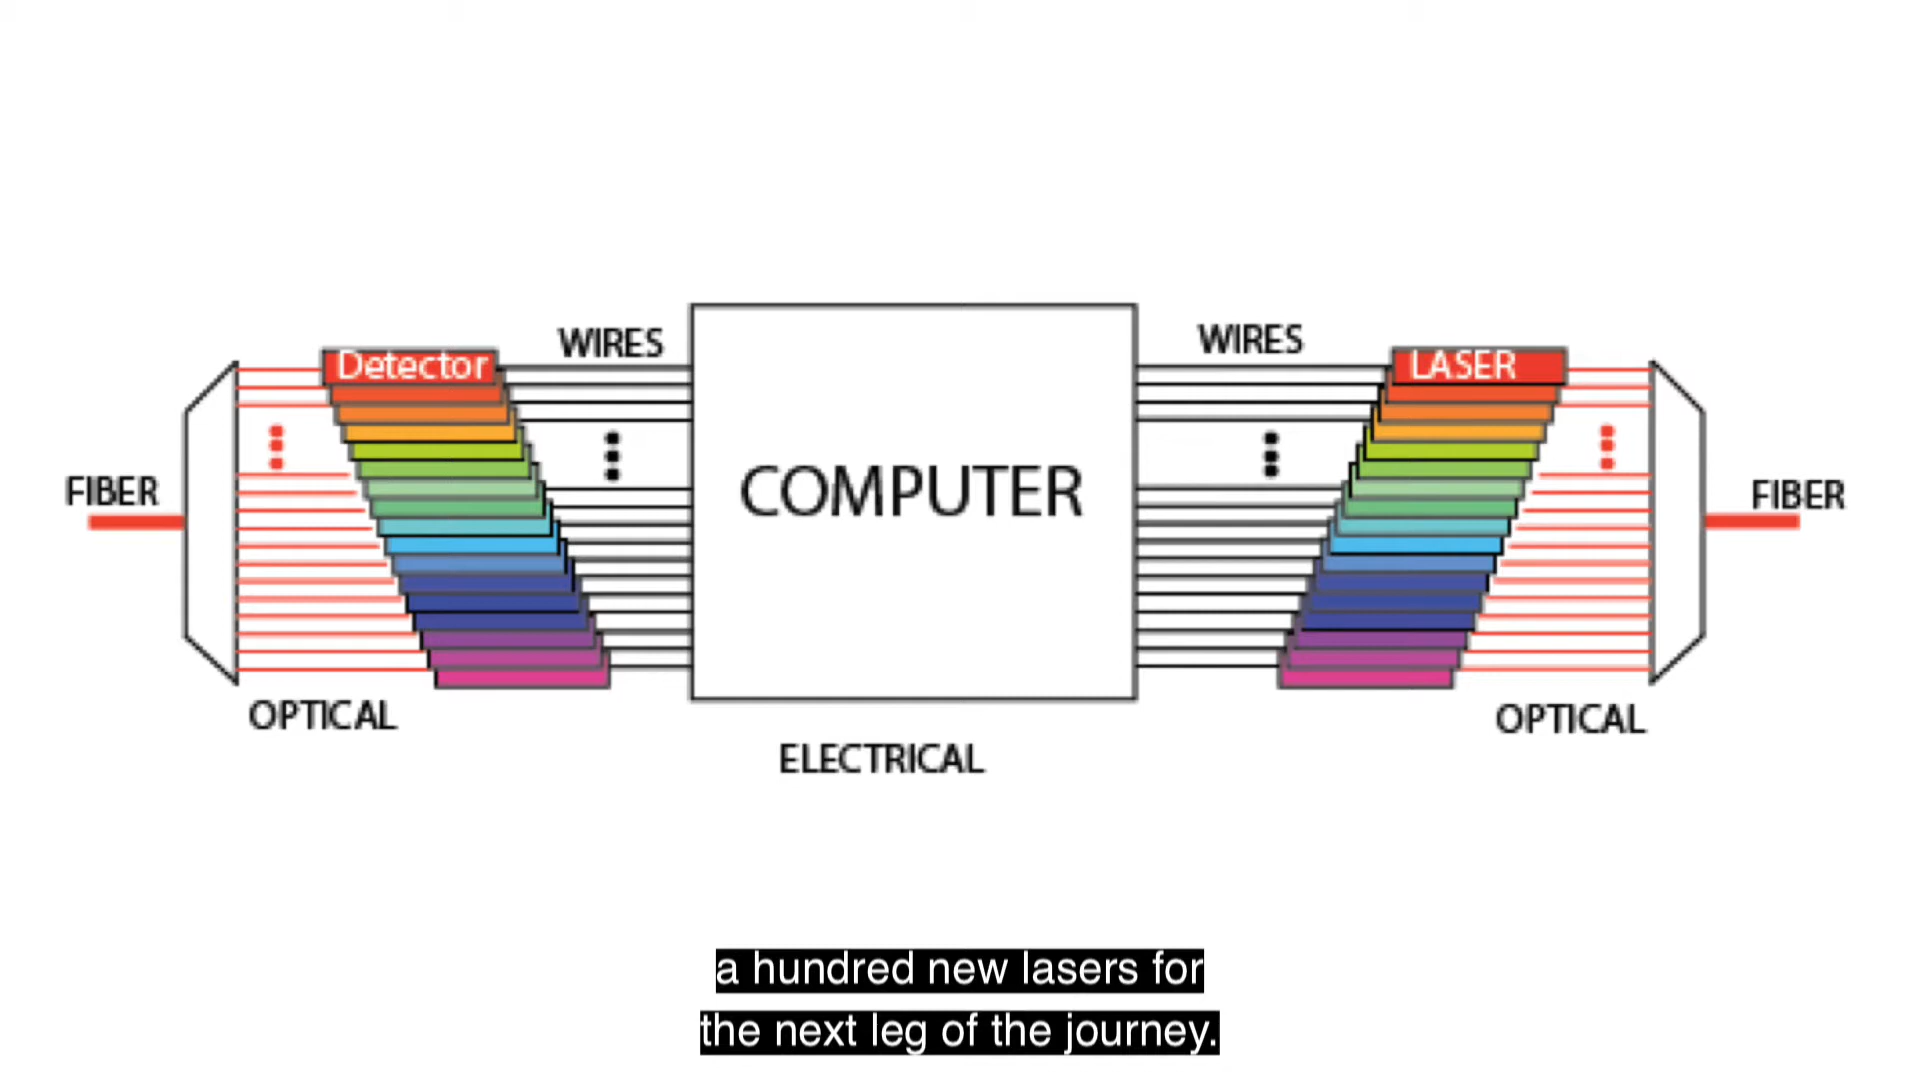 WIRES
WIRES
Detector
LASER
FIBER
COMPUTER
FIBER
OPTICAL
OPTICAL
ELECTRICAL
a hundred new lasers for
the next leg of the journey.